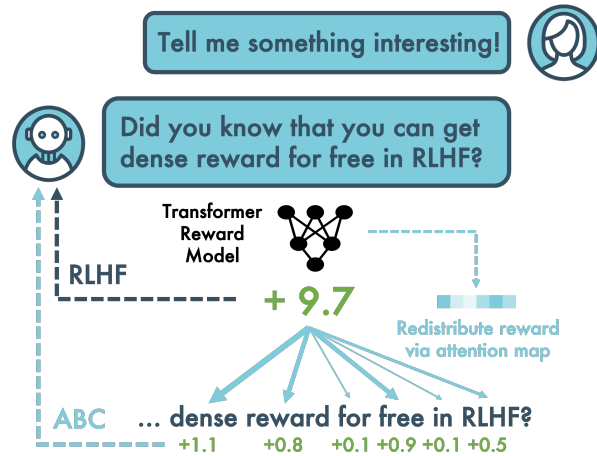 Tell me something interesting!
Did you know that you can get
dense reward for free in RLHF?
Transformer
Reward
Model
RLHF
+ 9.7
Redistribute reward
via attention map
ABC
... dense reward for free in RLHF?
+1.1 +0.8 +0.1 +0.9 +0.1 +0.5